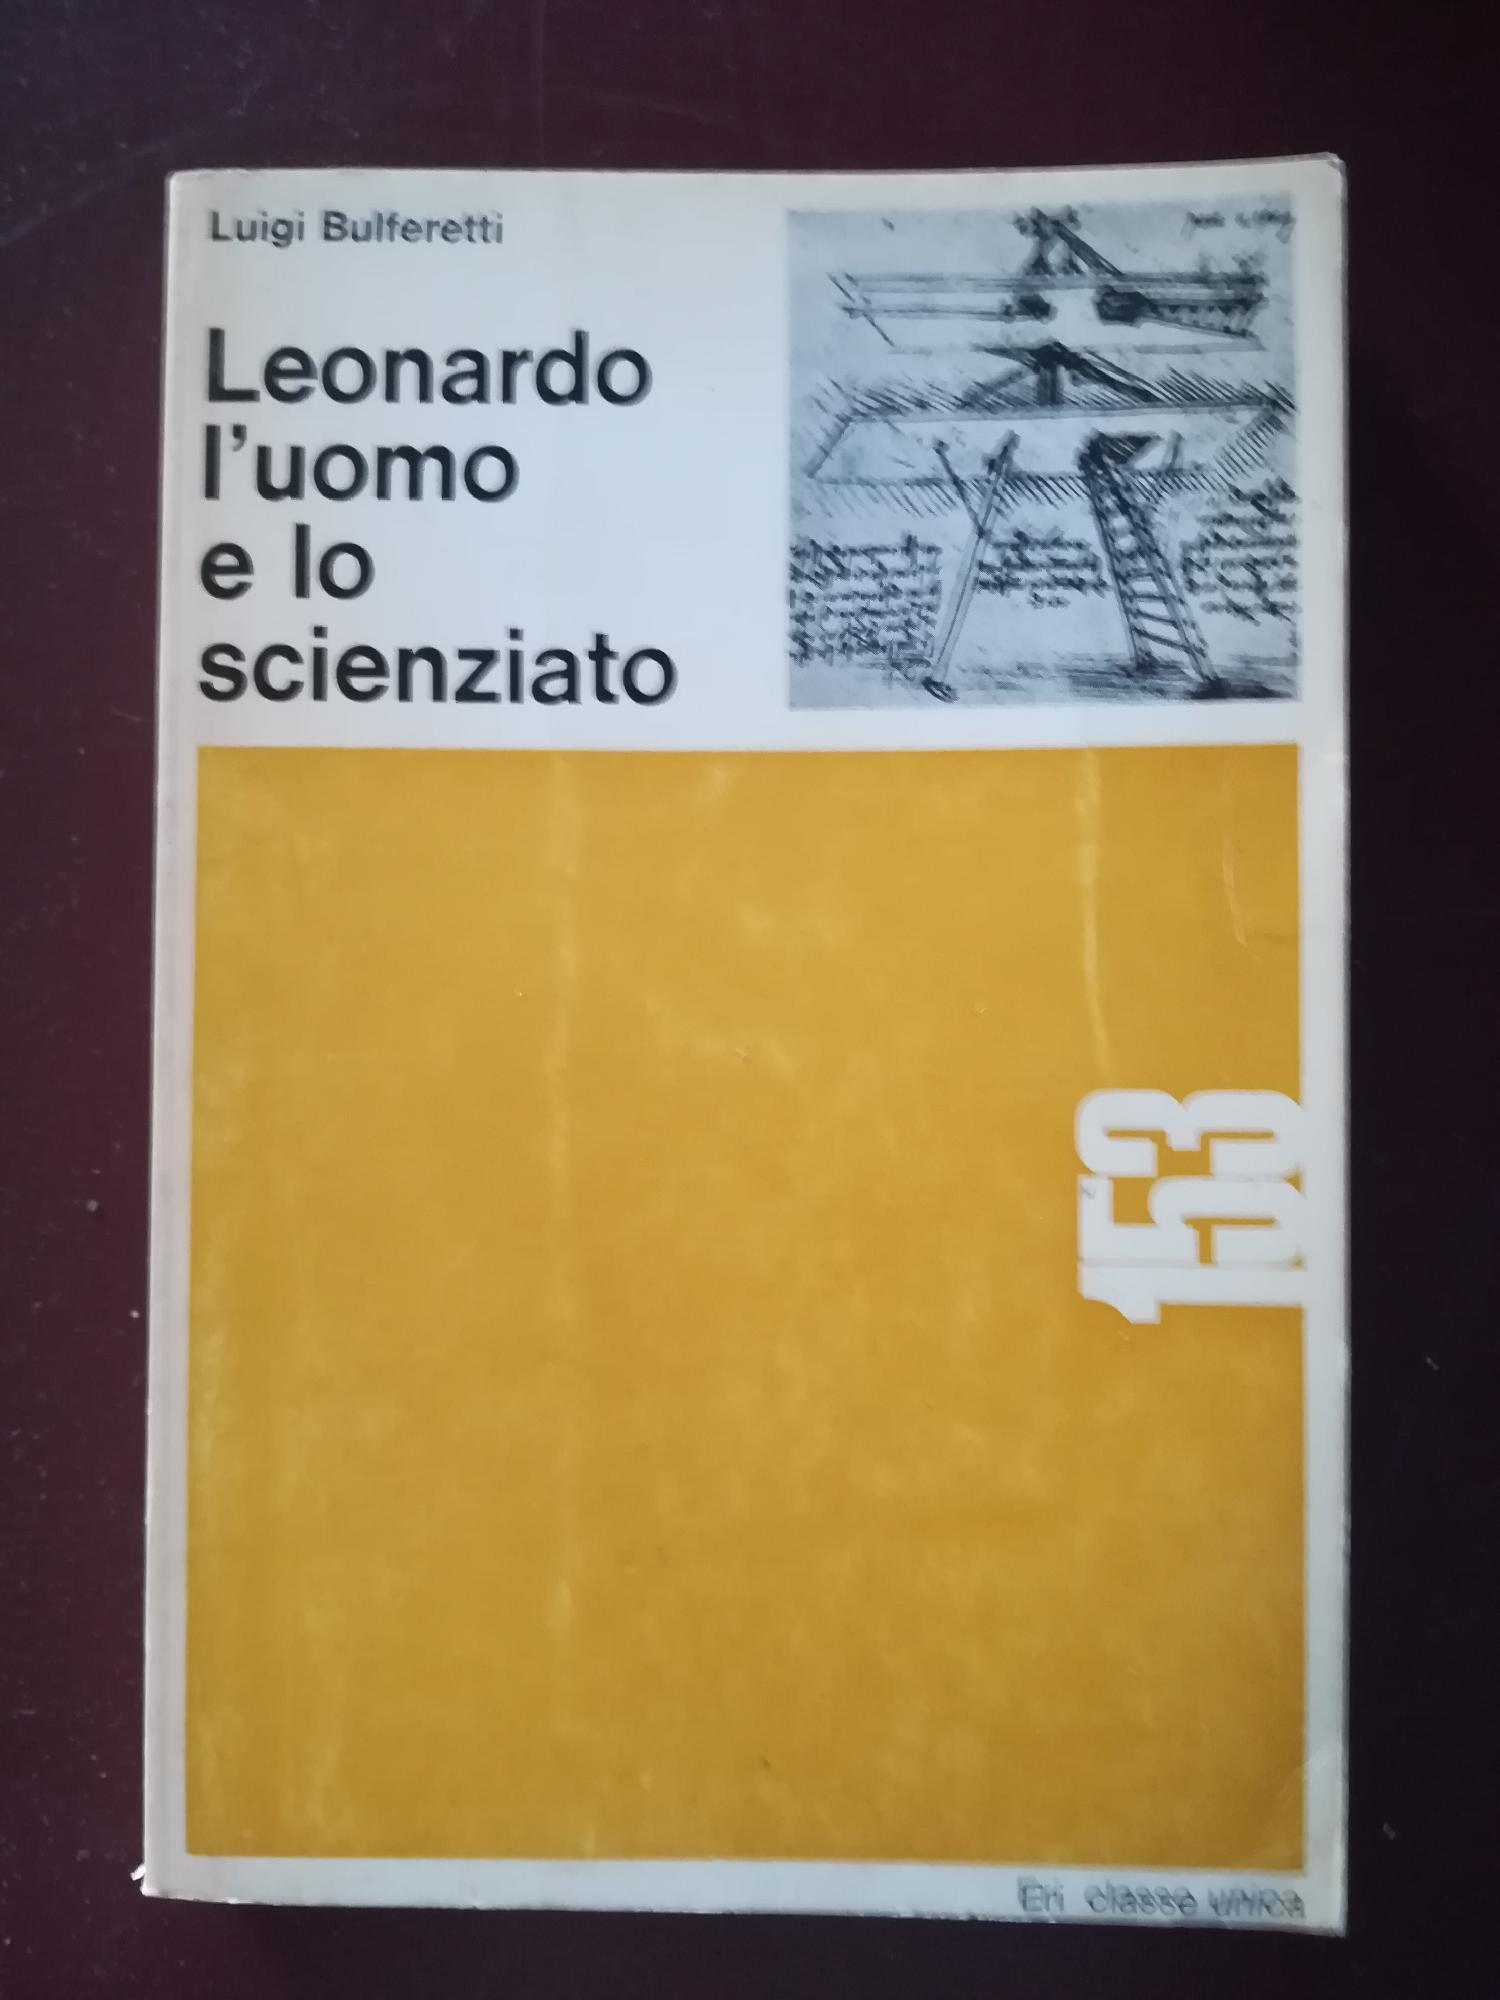 Luigi Bulferetti
Leonardo
l'uomo
e lo
scienziato
153
Eri classe unica